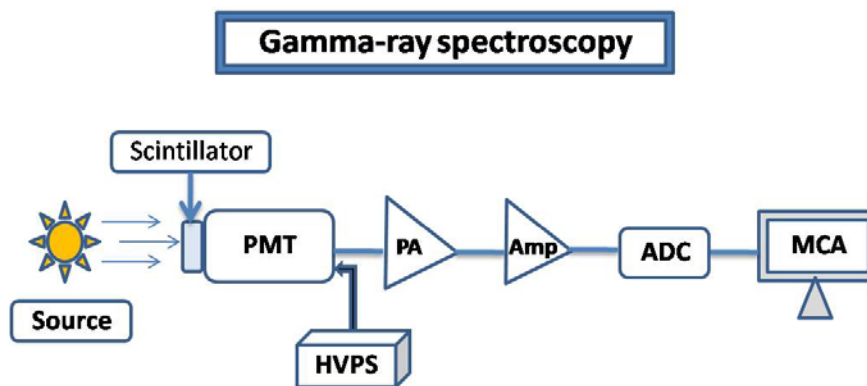 Gamma-ray spectroscopy
Scintillator
PMT
PA
Amp
ADC
MCA
Source
HVPS